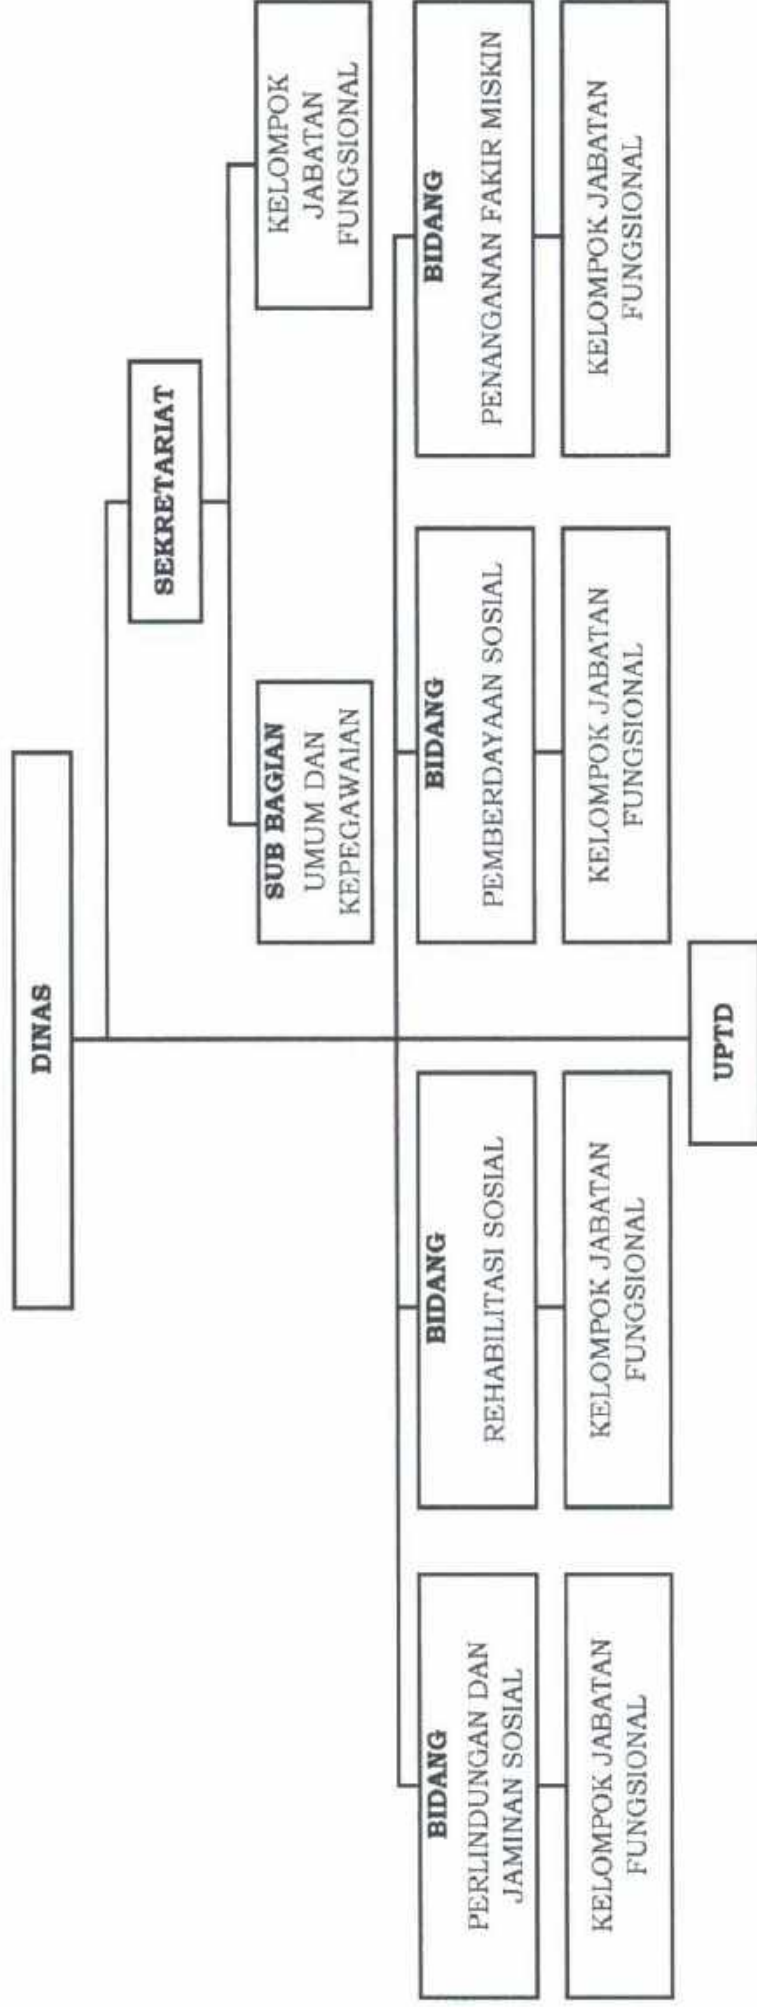 DINAS
SEKRETARIAT
SUB BAGIAN
UMUM DAN
KEPEGAWAIAN
KELOMPOK
JABATAN
FUNGSIONAL
BIDANG
PERLINDUNGAN DAN
JAMINAN SOSIAL
BIDANG
REHABILITASI SOSIAL
BIDANG
PEMBERDAYAAN SOSIAL
BIDANG
PENANGANAN FAKIR MISKIN
KELOMPOK JABATAN
FUNGSIONAL
KELOMPOK JABATAN
FUNGSIONAL
KELOMPOK JABATAN
FUNGSIONAL
KELOMPOK JABATAN
FUNGSIONAL
UPTD